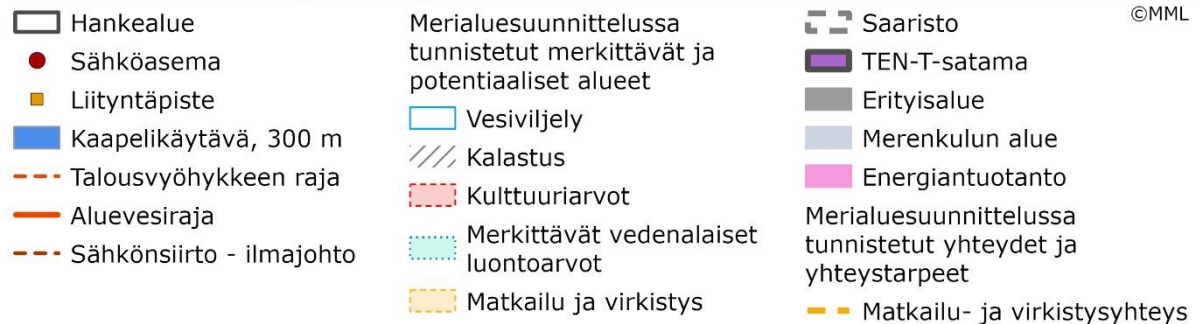 Hankealue
Sähköasema
Liityntäpiste
Kaapelikäytävä, 300 m
Talousvyöhykkeen raja
Aluevesiraja
Sähkönsiirto - ilmajohto
Merialuesuunnittelussa
tunnistetut merkittävät ja
potentiaaliset alueet
Vesiviljely
Kalastus
Kulttuuriarvot
Merkittävät vedenalaiset
luontoarvot
Matkailu ja virkistys
Saaristo
TEN-T-satama
Erityisalue
Merenkulun alue
Energiantuotanto
Merialuesuunnittelussa
tunnistetut yhteydet ja
yhteystarpeet
Matkailu- ja virkistysyhteys
©MML